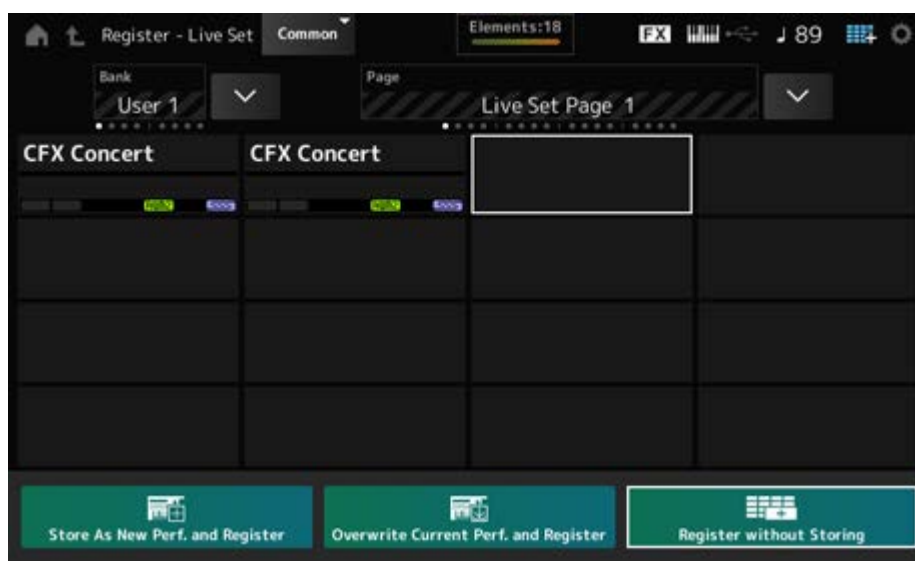 Register - Live Set
Common
Elements:18
FX
♩ 89
Bank
User 1
Page
Live Set Page 1
CFX Concert
CFX Concert
Store As New Perf. and Register
Overwrite Current Perf. and Register
Register without Storing